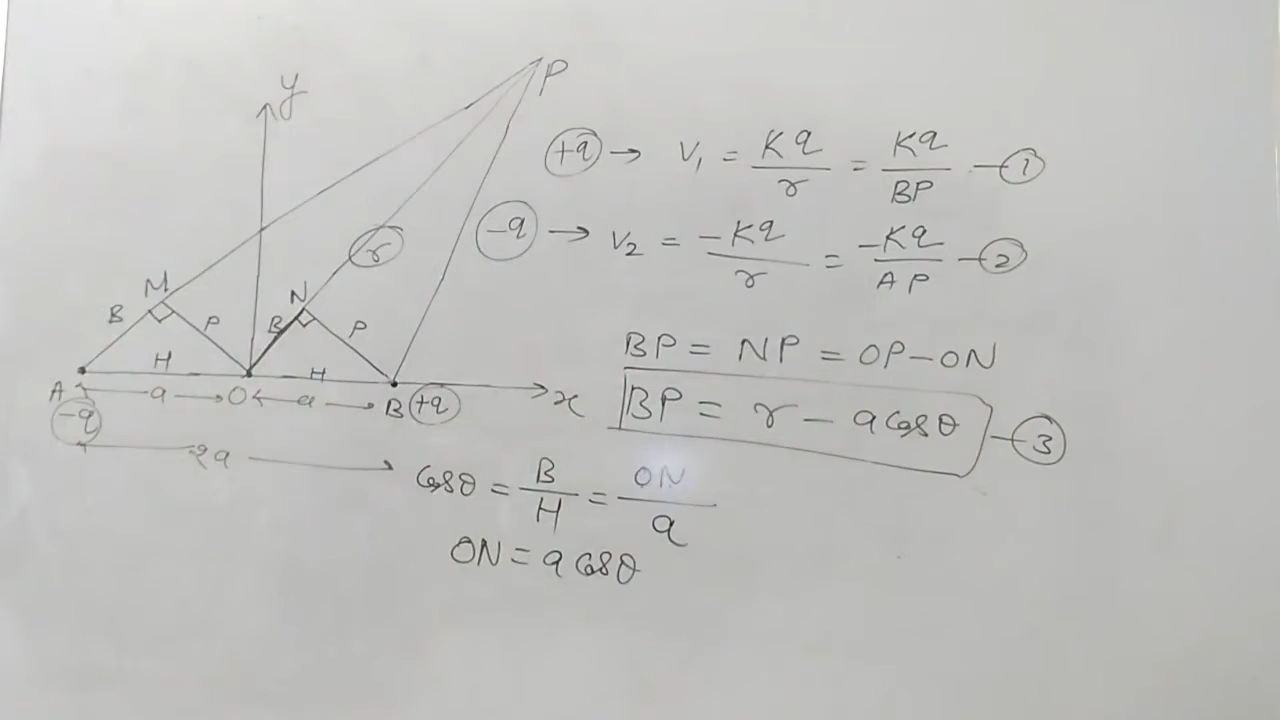 y
P
(+q) → V₁ = Kq/r = Kq/BP —(1)
(-q) → V₂ = -Kq/r = -Kq/AP —(2)
r
M
N
B
P
B
P
H
H
BP = NP = OP-ON
A
a
O
a
B (+q)
x
BP = r - a cosθ —(3)
(-q)
2a
cosθ = B/H = ON/a
ON = a cosθ